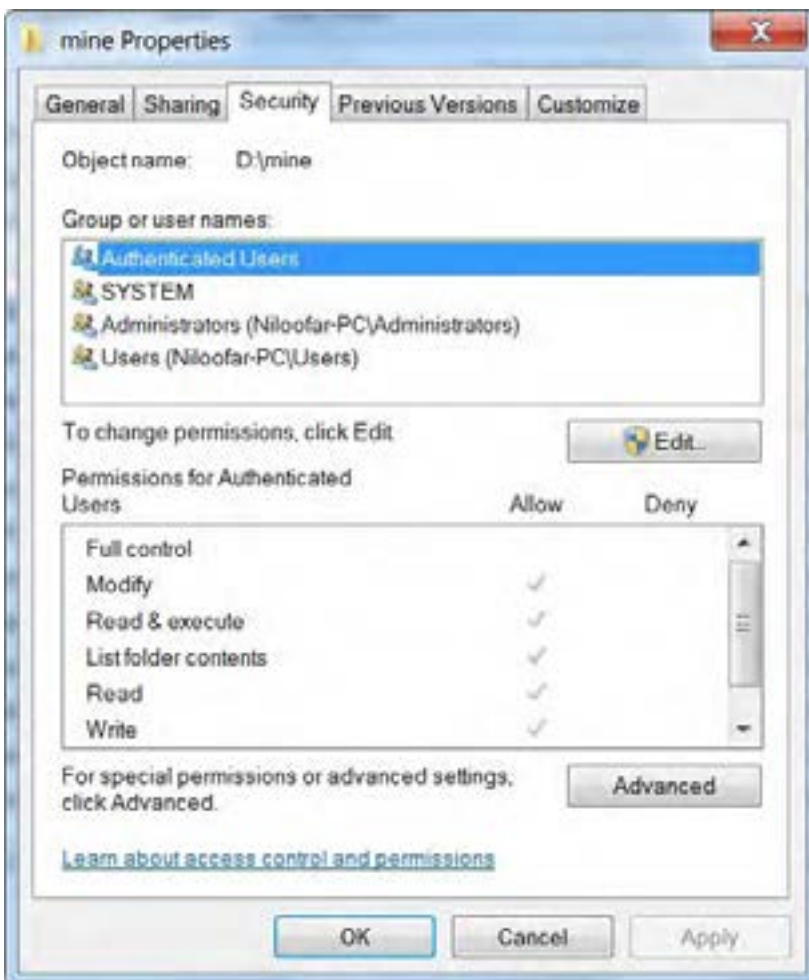 mine Properties
X
General Sharing Security Previous Versions Customize
Object name: D:\mine
Group or user names:
Authenticated Users
SYSTEM
Administrators (Niloofar-PC\Administrators)
Users (Niloofar-PC\Users)
To change permissions, click Edit.
Edit...
Permissions for Authenticated
Users Allow Deny
Full control
Modify
Read & execute
List folder contents
Read
Write
For special permissions or advanced settings,
click Advanced.
Advanced
Learn about access control and permissions
OK Cancel Apply